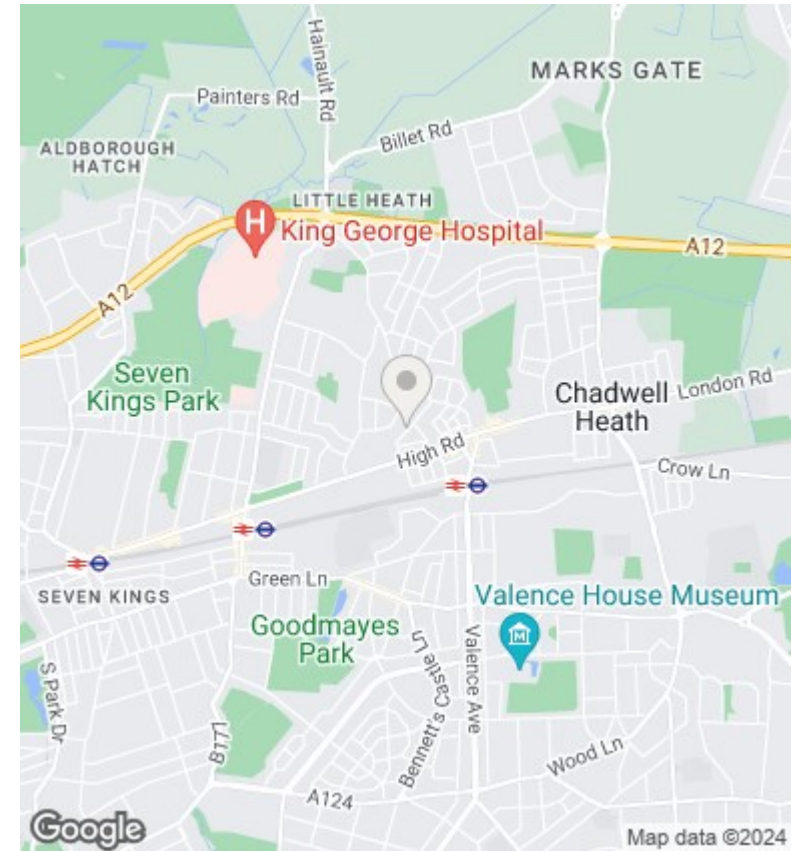 Hainault Rd
MARKS GATE
Painters Rd
Billet Rd
ALDBOROUGH
HATCH
LITTLE HEATH
H
King George Hospital
A12
A12
Seven
Kings Park
Chadwell
Heath
London Rd
High Rd
Crow Ln
SEVEN KINGS
Green Ln
Valence House Museum
Goodmayes
Park
M
S Park Dr
B177
Bennett's Castle Ln
Valence Ave
Wood Ln
A124
Google
Map data ©2024